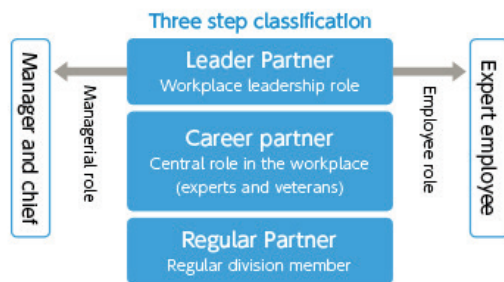 Three step classification
Manager and chief
Managerial role
Leader Partner
Workplace leadership role
Employee role
Expert employee
Career partner
Central role in the workplace
(experts and veterans)
Regular Partner
Regular division member